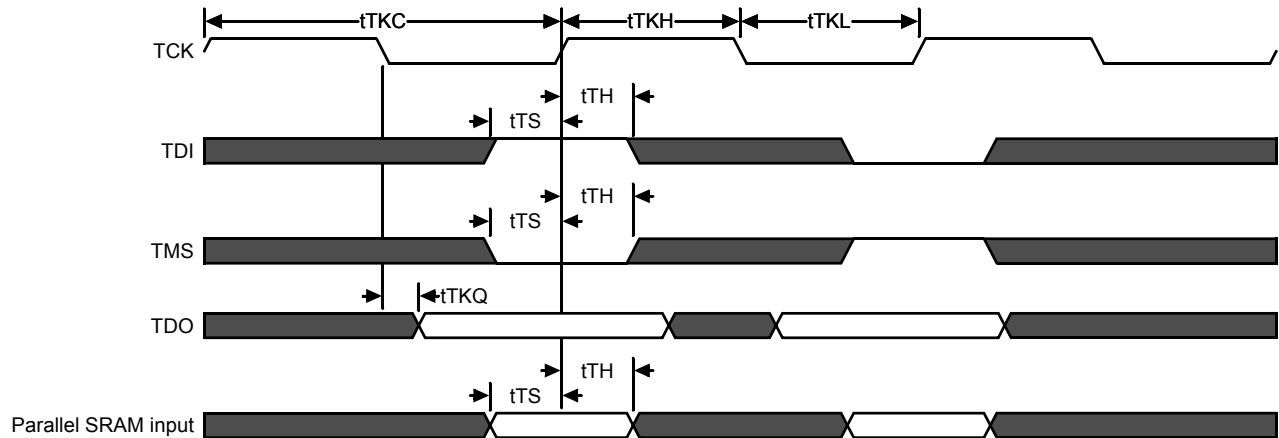 tTKC tTKH tTKL
TCK
tTH
tTS
TDI
tTH
tTS
TMS
tTKQ
TDO
tTH
tTS
Parallel SRAM input